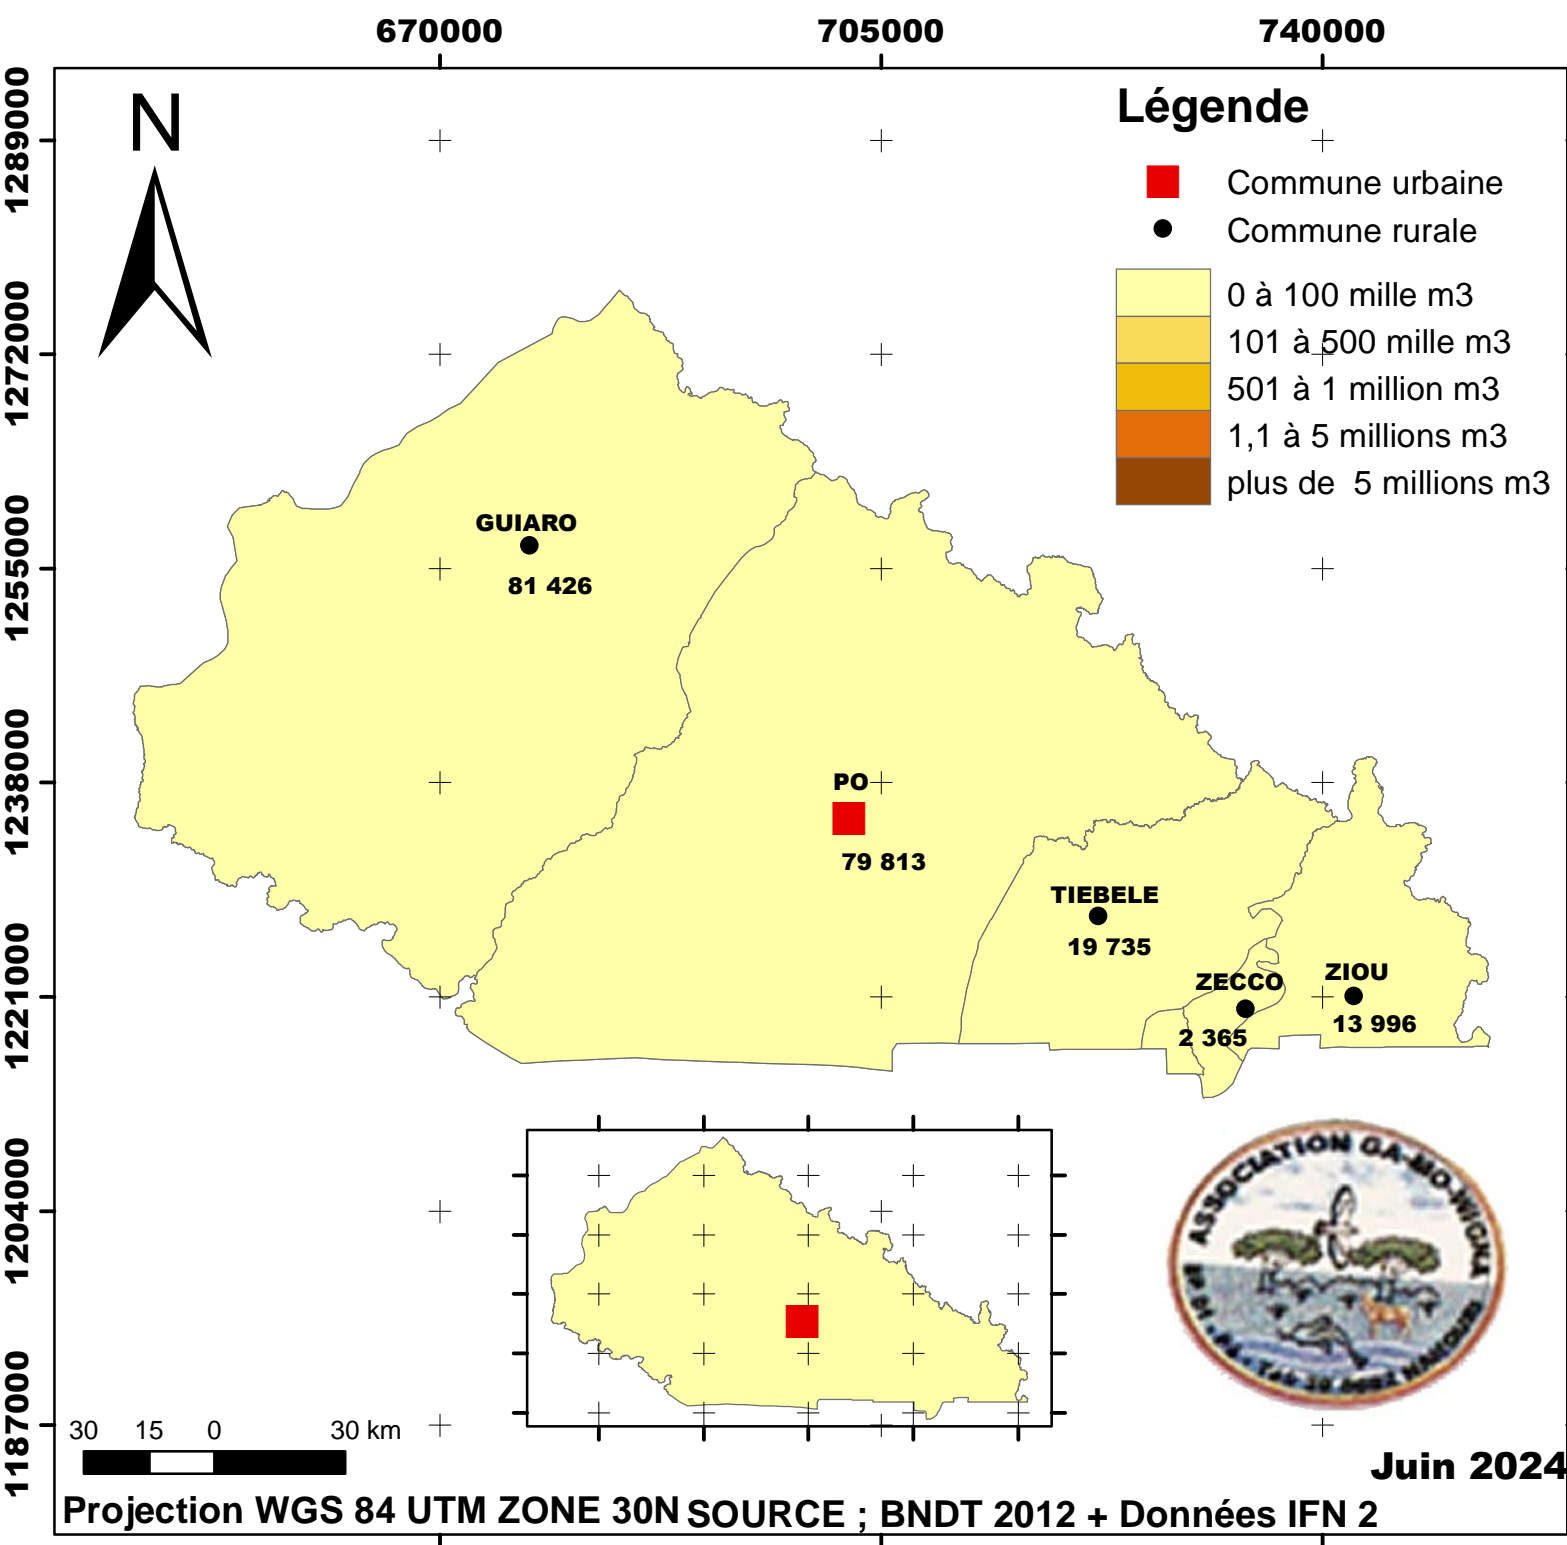 670000 705000 740000
1289000
1272000
1255000
1238000
1221000
1204000
1187000
N
Légende
Commune urbaine
Commune rurale
0 à 100 mille m3
101 à 500 mille m3
501 à 1 million m3
1,1 à 5 millions m3
plus de 5 millions m3
GUIARO
81 426
PO
79 813
TIEBELE
19 735
ZECCO
2 365
ZIOU
13 996
ASSOCIATION GA-MO-WIGNA
BP 01
NAHOURI
30 15 0 30 km
Juin 2024
Projection WGS 84 UTM ZONE 30N SOURCE ; BNDT 2012 + Données IFN 2